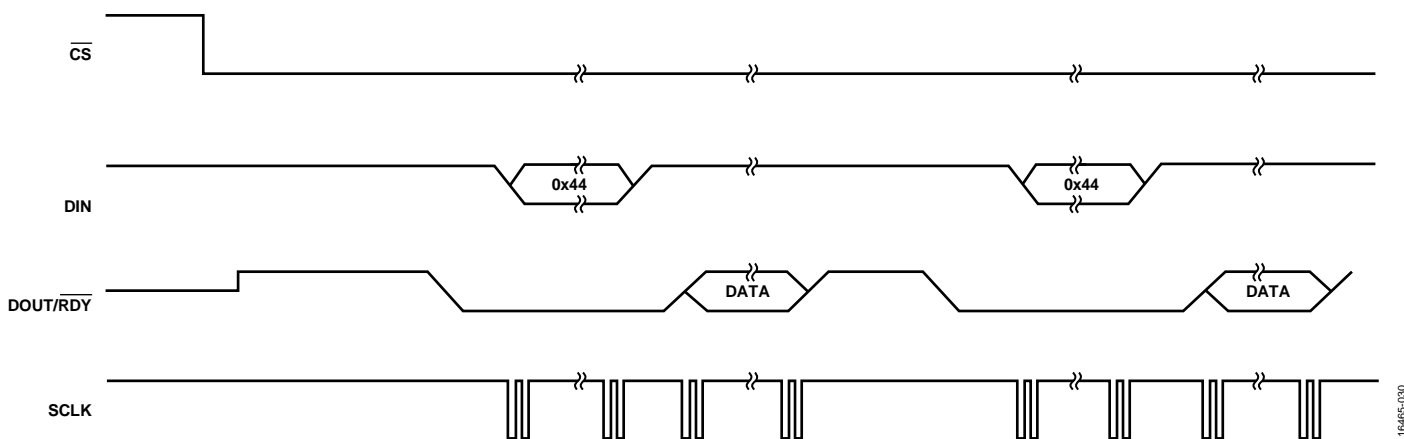 CS
DIN
0x44
0x44
DOUT/RDY
DATA
DATA
SCLK
16465-030